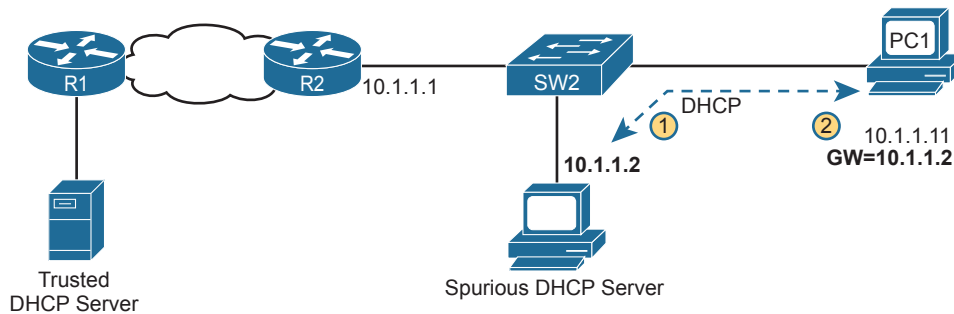 PC1
R1
R2
10.1.1.1
SW2
DHCP
1
2
10.1.1.11
GW=10.1.1.2
10.1.1.2
Trusted
DHCP Server
Spurious DHCP Server